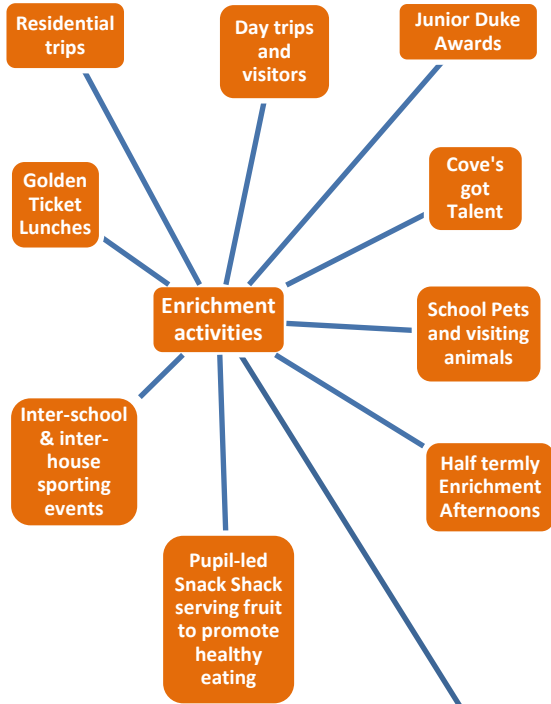 Residential
trips
Day trips
and
visitors
Junior Duke
Awards
Golden
Ticket
Lunches
Cove's
got
Talent
Enrichment
activities
School Pets
and visiting
animals
Inter-school
& inter-
house
sporting
events
Half termly
Enrichment
Afternoons
Pupil-led
Snack Shack
serving fruit
to promote
healthy
eating